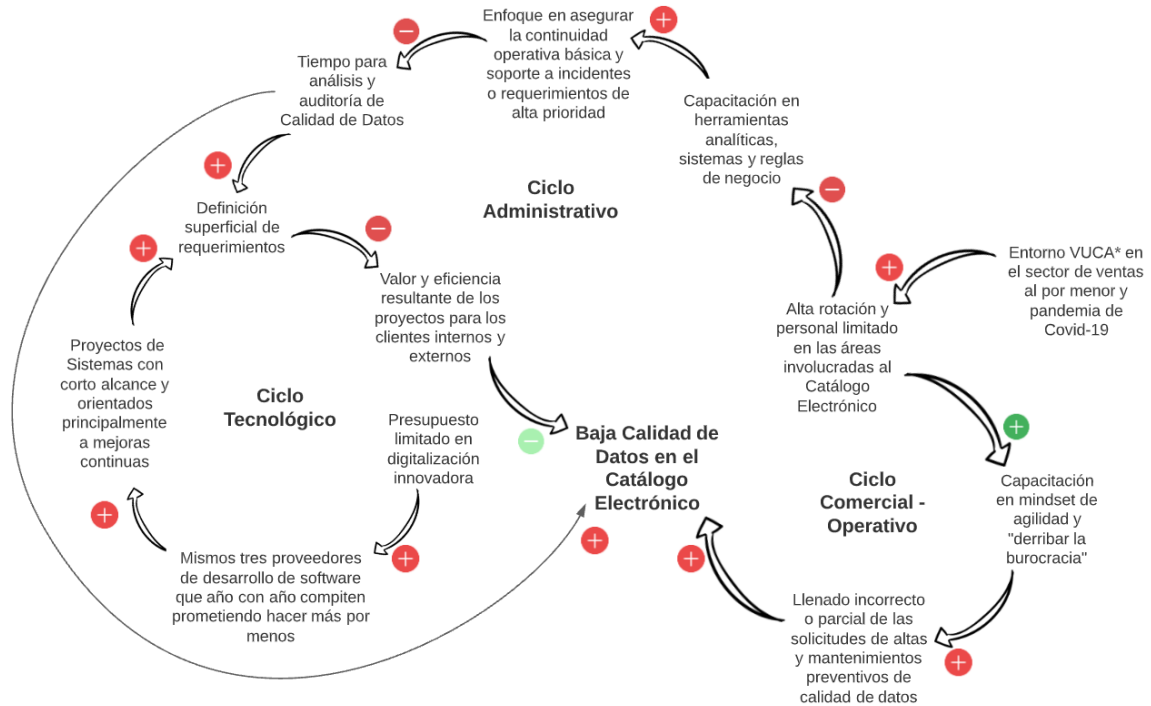 Enfoque en asegurar
la continuidad
operativa básica y
soporte a incidentes
o requerimientos de
alta prioridad
+
−
Tiempo para
análisis y
auditoría de
Calidad de Datos
Capacitación en
herramientas
analíticas,
sistemas y reglas
de negocio
+
Ciclo
Administrativo
−
Definición
superficial de
requerimientos
−
+
Entorno VUCA* en
el sector de ventas
al por menor y
pandemia de
Covid-19
+
Valor y eficiencia
resultante de los
proyectos para los
clientes internos y
externos
Alta rotación y
personal limitado
en las áreas
involucradas al
Catálogo
Electrónico
Proyectos de
Sistemas con
corto alcance y
orientados
principalmente
a mejoras
continuas
Ciclo
Tecnológico
Presupuesto
limitado en
digitalización
innovadora
−
+
Baja Calidad de
Datos en el
Catálogo
Electrónico
Ciclo
Comercial -
Operativo
Capacitación
en mindset de
agilidad y
"derribar la
burocracia"
+
+
+
+
Mismos tres proveedores
de desarrollo de software
que año con año compiten
prometiendo hacer más por
menos
Llenado incorrecto
o parcial de las
solicitudes de altas
y mantenimientos
preventivos de
calidad de datos
+